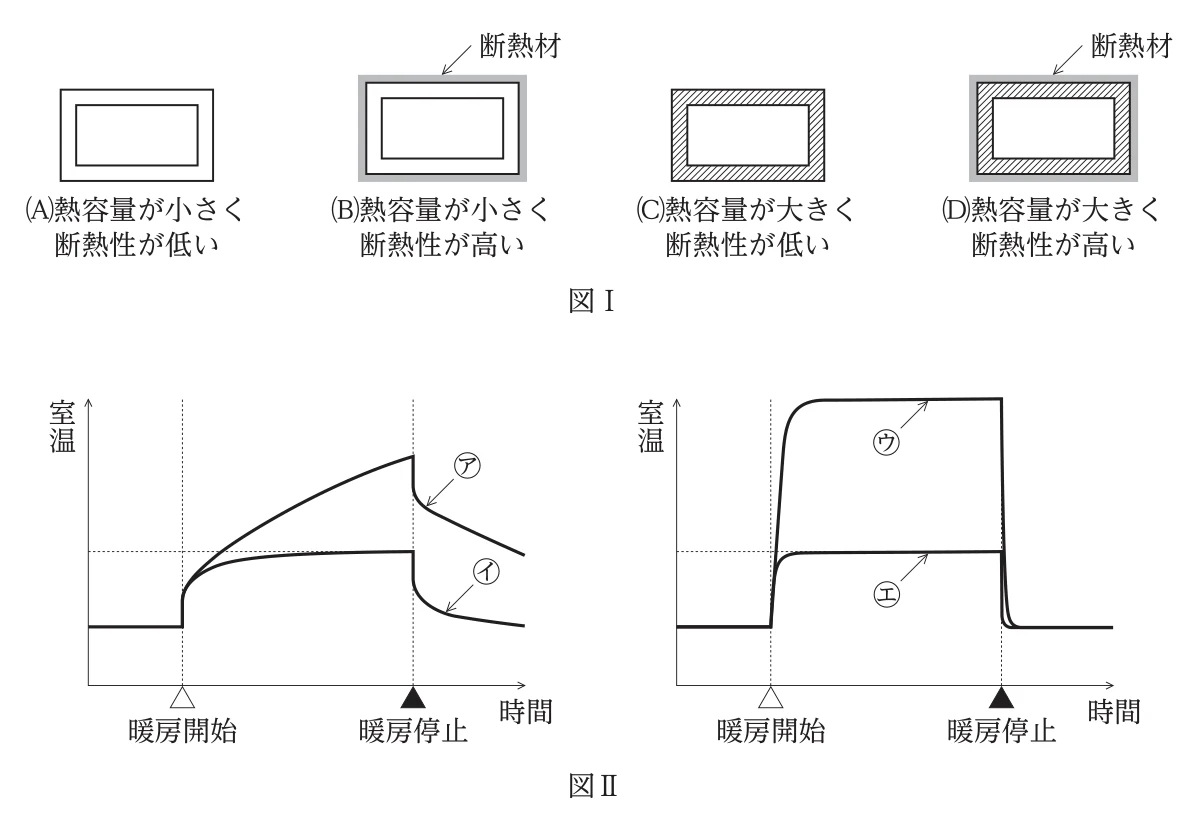 断熱材
断熱材
(A)熱容量が小さく
断熱性が低い
(B)熱容量が小さく
断熱性が高い
(C)熱容量が大きく
断熱性が低い
(D)熱容量が大きく
断熱性が高い
図Ⅰ
室温
㋐
㋑
暖房開始
暖房停止
時間
室温
㋒
㋓
暖房開始
暖房停止
時間
図Ⅱ